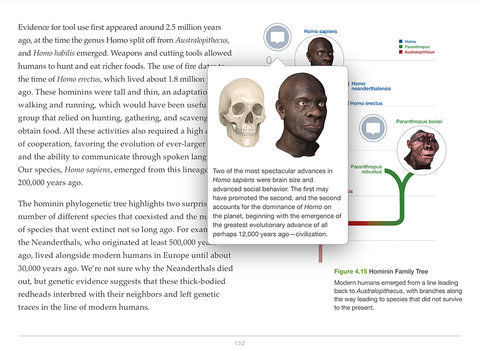 Evidence for tool use first appeared around 2.5 million years
ago, at the time the genus Homo split off from Australopithecus,
and Homo habilis emerged. Weapons and cutting tools allowed
humans to hunt and eat richer foods. The use of fire dates
the time of Homo erectus, which lived about 1.8 million
ago. These hominins were tall and thin, an adaptation
walking and running, which would have been useful
group that relied on hunting, gathering, and
obtain food. All these activities also required a high
of cooperation, favoring the evolution of ever-larger
and the ability to communicate through spoken
Our species, Homo sapiens, emerged from this lineage
200,000 years ago.
The hominin phylogenetic tree highlights two
number of different species that coexisted and the
of species that went extinct not so long ago. For
the Neanderthals, who originated at least 500,000
ago, lived alongside modern humans in Europe until about
30,000 years ago. We're not sure why the Neanderthals died
out, but genetic evidence suggests that these thick-bodied
redheads interbred with their neighbors and left genetic
traces in the line of modern humans.
Homo sapiens
Homo
Paranthropus
Australopithicus
Homo
neanderthalensis
Homo erectus
Paranthropus boisei
Paranthropus
robustus
Two of the most spectacular advances in
Homo sapiens were brain size and
advanced social behavior. The first may
have promoted the second, and the second
accounts for the dominance of Homo on
the planet, beginning with the emergence of
the greatest evolutionary advance of all
perhaps 12,000 years ago—civilization.
Figure 4.15 Hominin Family Tree
Modern humans emerged from a line leading
back to Australopithecus, with branches along
the way leading to species that did not survive
to the present.
152